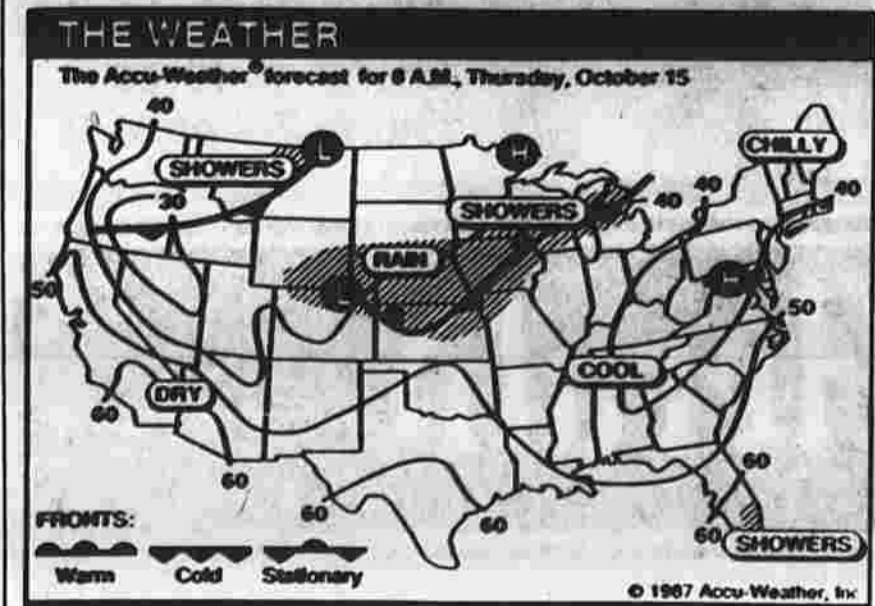 THE WEATHER
The Accu-Weather® forecast for 8 A.M., Thursday, October 15
40
CHILLY
SHOWERS
L
H
30
SHOWERS
40
40
40
RAIN
H
50
L
50
COOL
DRY
60
60
60
60
60
60
SHOWERS
FRONTS:
Warm
Cold
Stationary
© 1987 Accu-Weather, Inc